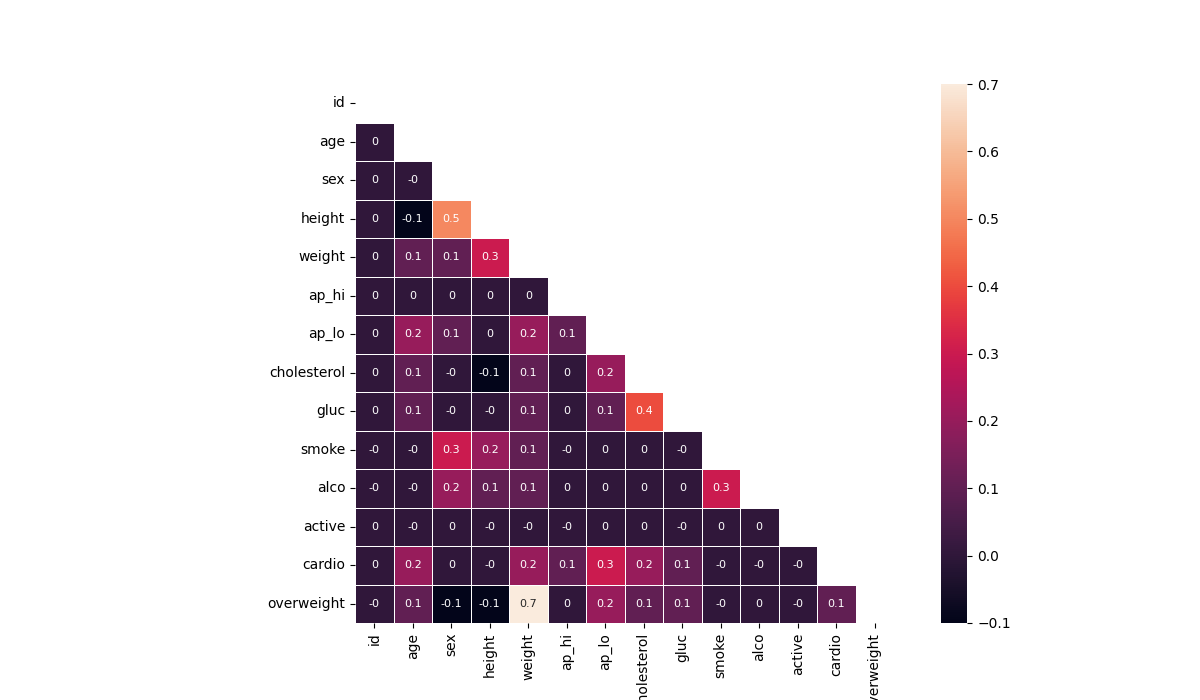 id
age 0
sex 0 -0
height 0 -0.1 0.5
weight 0 0.1 0.1 0.3
ap_hi 0 0 0 0 0
ap_lo 0 0.2 0.1 0 0.2 0.1
cholesterol 0 0.1 -0 -0.1 0.1 0 0.2
gluc 0 0.1 -0 -0 0.1 0 0.1 0.4
smoke -0 -0 0.3 0.2 0.1 -0 0 0 -0
alco -0 -0 0.2 0.1 0.1 0 0 0 0 0.3
active 0 -0 0 -0 -0 -0 0 0 -0 0 0
cardio 0 0.2 0 -0 0.2 0.1 0.3 0.2 0.1 -0 -0 -0
overweight -0 0.1 -0.1 -0.1 0.7 0 0.2 0.1 0.1 -0 0 -0 0.1
id age sex height weight ap_hi ap_lo holesterol gluc smoke alco active cardio verweight
0.7
0.6
0.5
0.4
0.3
0.2
0.1
0.0
−0.1